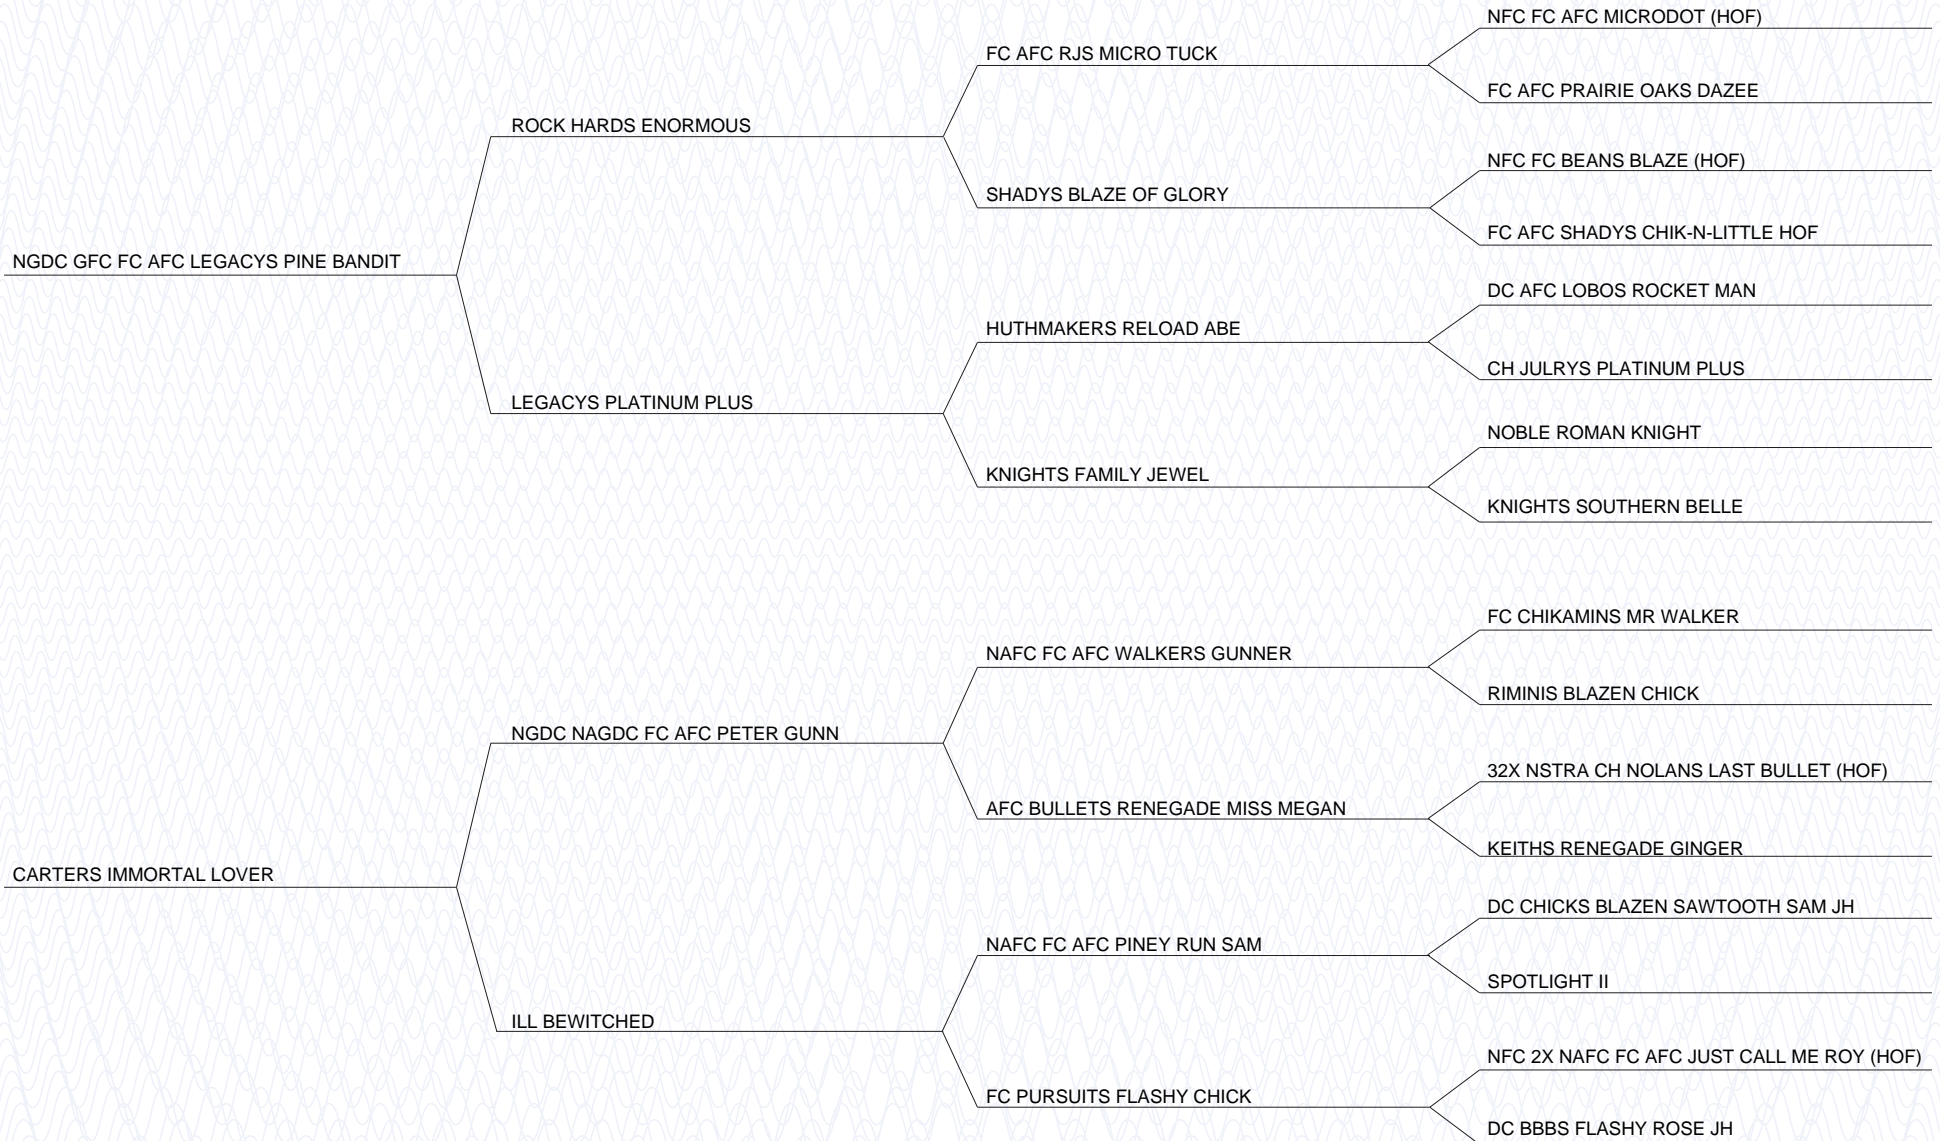 NFC FC AFC MICRODOT (HOF)
FC AFC RJS MICRO TUCK
FC AFC PRAIRIE OAKS DAZEE
ROCK HARDS ENORMOUS
NFC FC BEANS BLAZE (HOF)
SHADYS BLAZE OF GLORY
FC AFC SHADYS CHIK-N-LITTLE HOF
NGDC GFC FC AFC LEGACYS PINE BANDIT
DC AFC LOBOS ROCKET MAN
HUTHMAKERS RELOAD ABE
CH JULRYS PLATINUM PLUS
LEGACYS PLATINUM PLUS
NOBLE ROMAN KNIGHT
KNIGHTS FAMILY JEWEL
KNIGHTS SOUTHERN BELLE
FC CHIKAMINS MR WALKER
NAFC FC AFC WALKERS GUNNER
RIMINIS BLAZEN CHICK
NGDC NAGDC FC AFC PETER GUNN
32X NSTRA CH NOLANS LAST BULLET (HOF)
AFC BULLETS RENEGADE MISS MEGAN
KEITHS RENEGADE GINGER
CARTERS IMMORTAL LOVER
DC CHICKS BLAZEN SAWTOOTH SAM JH
NAFC FC AFC PINEY RUN SAM
SPOTLIGHT II
ILL BEWITCHED
NFC 2X NAFC FC AFC JUST CALL ME ROY (HOF)
FC PURSUITS FLASHY CHICK
DC BBBS FLASHY ROSE JH